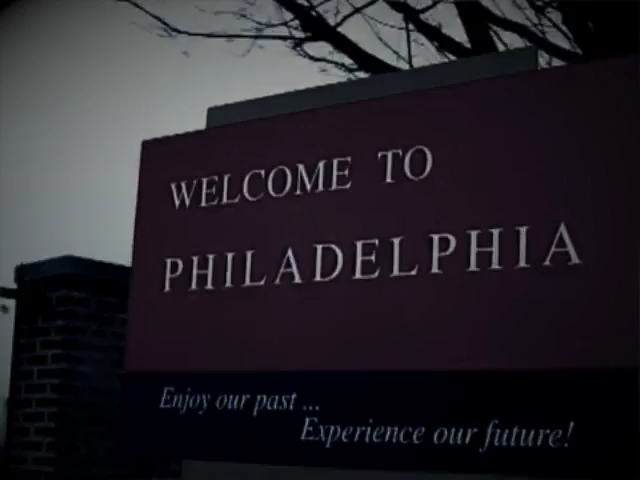 WELCOME TO
PHILADELPHIA
Enjoy our past ...
Experience our future!